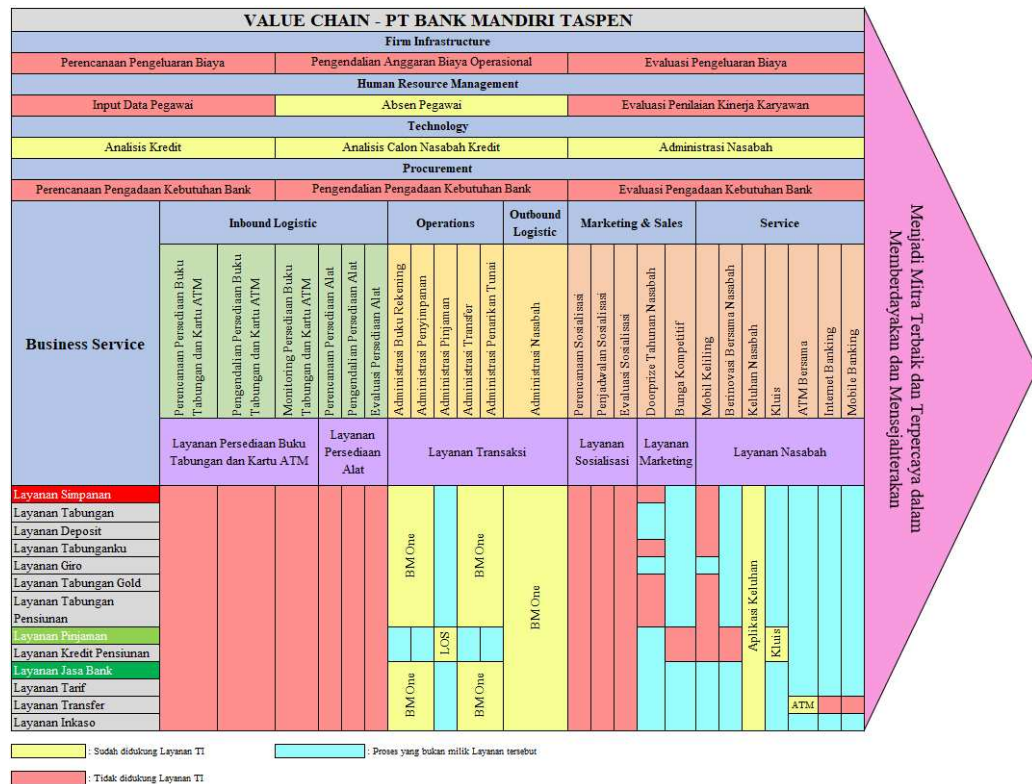 VALUE CHAIN - PT BANK MANDIRI TASPEN
Firm Infrastructure
Perencanaan Pengeluaran Biaya
Pengendalian Anggaran Biaya Operasional
Evaluasi Pengeluaran Biaya
Human Resource Management
Input Data Pegawai
Absen Pegawai
Evaluasi Penilaian Kinerja Karyawan
Technology
Analisis Kredit
Analisis Calon Nasabah Kredit
Administrasi Nasabah
Procurement
Perencanaan Pengadaan Kebutuhan Bank
Pengendalian Pengadaan Kebutuhan Bank
Evaluasi Pengadaan Kebutuhan Bank
Business Service
Inbound Logistic
Operations
Outbound
Logistic
Marketing & Sales
Service
Perencanaan Persediaan Buku
Tabungan dan Kartu ATM
Pengendalian Persediaan Buku
Tabungan dan Kartu ATM
Monitoring Persediaan Buku
Tabungan dan Kartu ATM
Perencanaan Persediaan Alat
Pengendalian Persediaan Alat
Evaluasi Persediaan Alat
Administrasi Buku Rekening
Administrasi Penyimpanan
Administrasi Pinjaman
Administrasi Transfer
Administrasi Penarikan Tunai
Administrasi Nasabah
Perencanaan Sosialisasi
Penjadwalan Sosialisasi
Evaluasi Sosialisasi
Doorprize Tahunan Nasabah
Bunga Kompetitif
Mobil Keliling
Berinovasi Bersama Nasabah
Keluhan Nasabah
Kluis
ATM Bersama
Internet Banking
Mobile Banking
Layanan Persediaan Buku
Tabungan dan Kartu ATM
Layanan
Persediaan
Alat
Layanan Transaksi
Layanan
Sosialisasi
Layanan
Marketing
Layanan Nasabah
Layanan Simpanan
Layanan Tabungan
Layanan Deposit
Layanan Tabunganku
Layanan Giro
Layanan Tabungan Gold
Layanan Tabungan
Pensiunan
Layanan Pinjaman
Layanan Kredit Pensiunan
Layanan Jasa Bank
Layanan Tarif
Layanan Transfer
Layanan Inkaso
BM One
BM One
LOS
BM One
BM One
BM One
Aplikasi Keluhan
Kluis
ATM
Menjadi Mitra Terbaik dan Terpercaya dalam
Memberdayakan dan Mensejahterakan
: Sudah didukung Layanan TI
: Proses yang bukan milik Layanan tersebut
: Tidak didukung Layanan TI